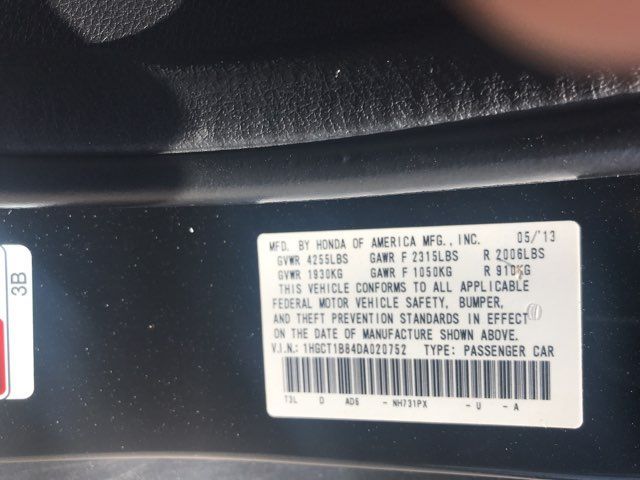 MFD. BY HONDA OF AMERICA MFG., INC. 05/'13
GVWR 4255LBS GAWR F 2315LBS R 2006LBS
GVWR 1930KG GAWR F 1050KG R 910KG
THIS VEHICLE CONFORMS TO ALL APPLICABLE
FEDERAL MOTOR VEHICLE SAFETY, BUMPER,
AND THEFT PREVENTION STANDARDS IN EFFECT
ON THE DATE OF MANUFACTURE SHOWN ABOVE.
V.I.N.: 1HGCT1B84DA020752 TYPE: PASSENGER CAR
T3L D AD6 - NH731PX - U - A
3B